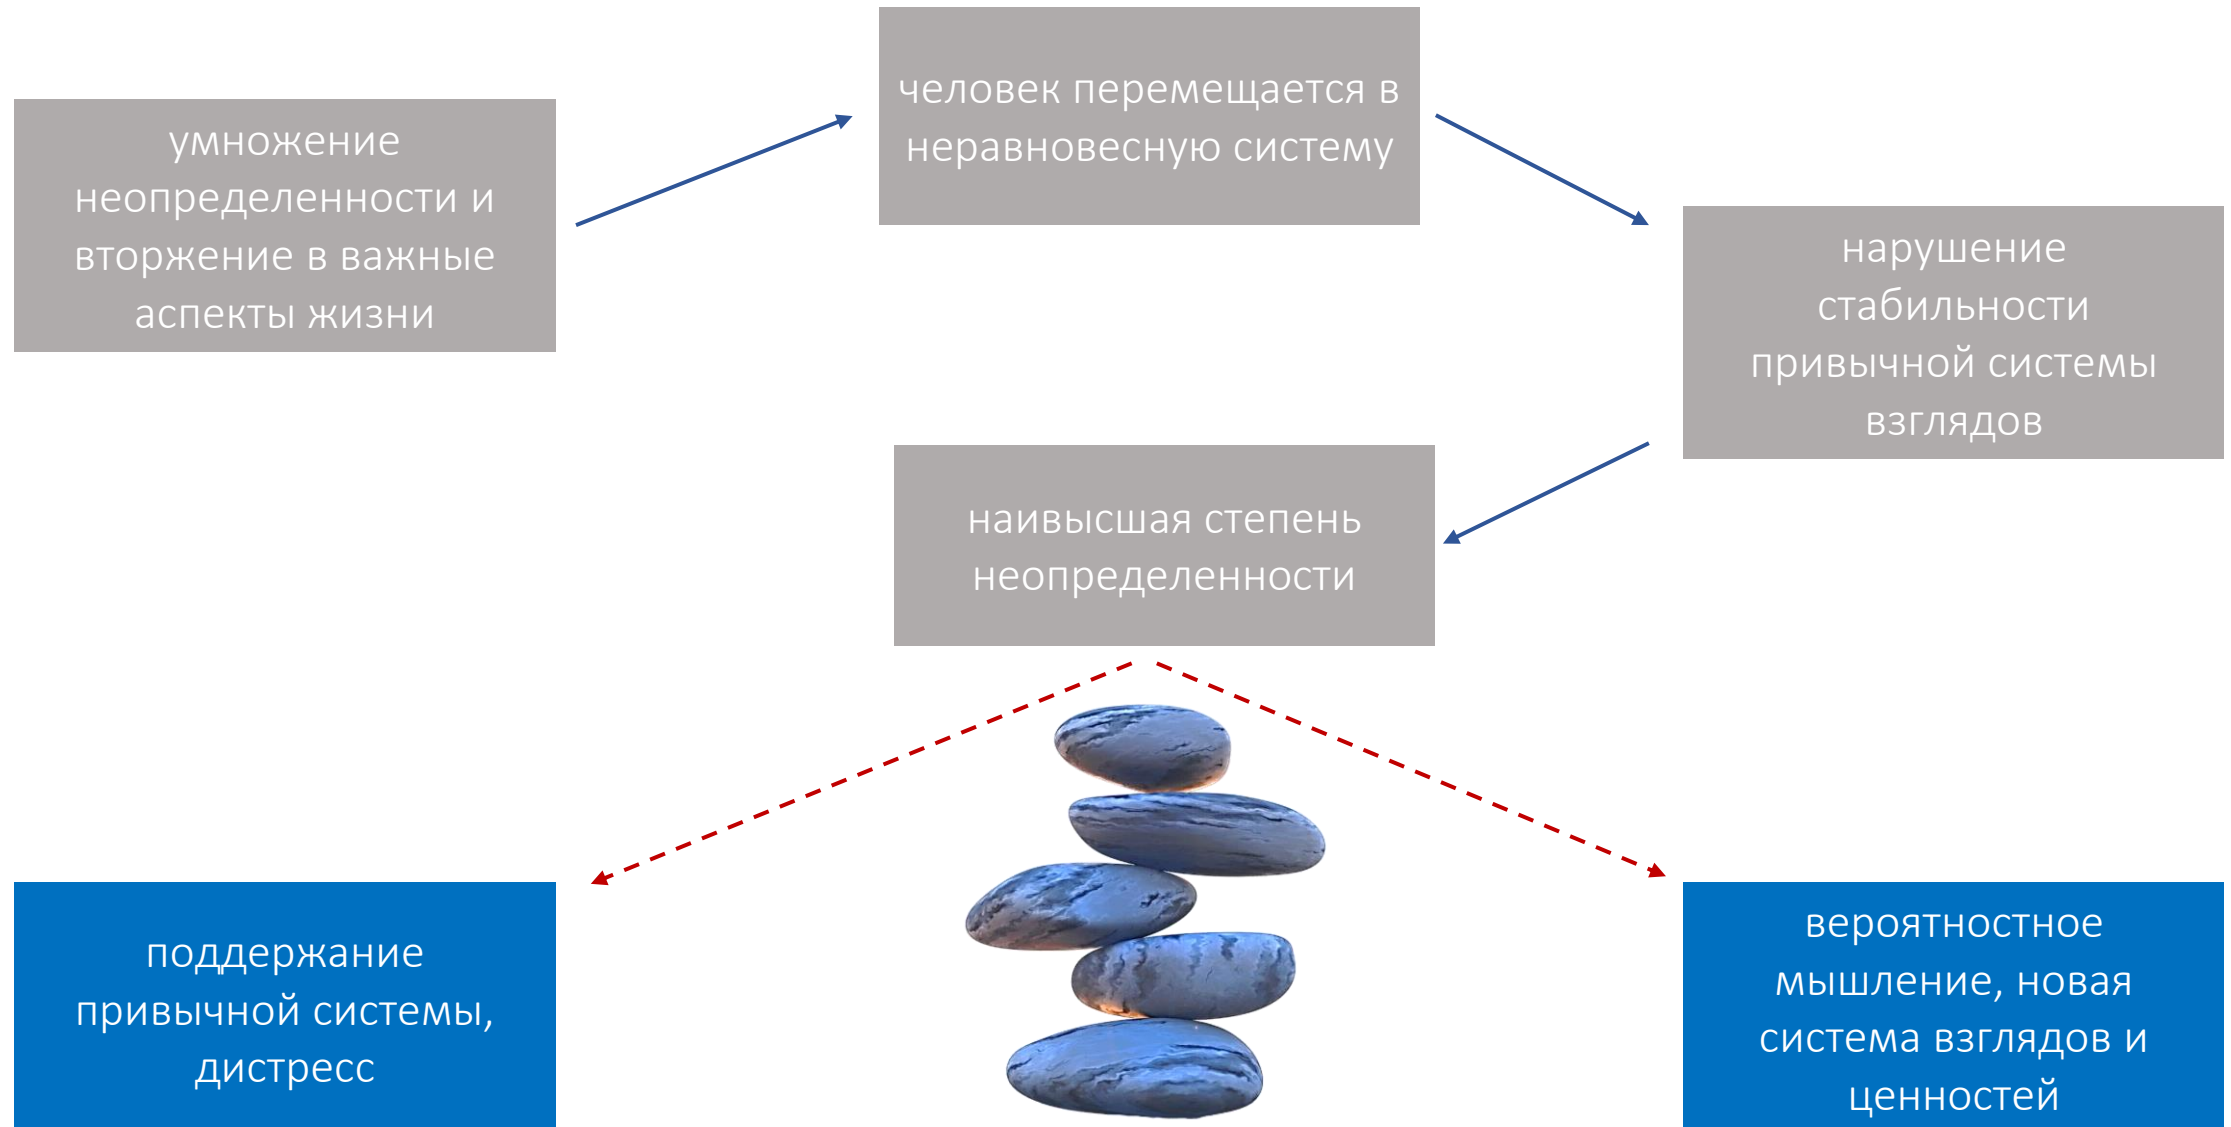 умножение
неопределенности и
вторжение в важные
аспекты жизни
человек перемещается в
неравновесную систему
нарушение
стабильности
привычной системы
взглядов
наивысшая степень
неопределенности
поддержание
привычной системы,
дистресс
вероятностное
мышление, новая
система взглядов и
ценностей